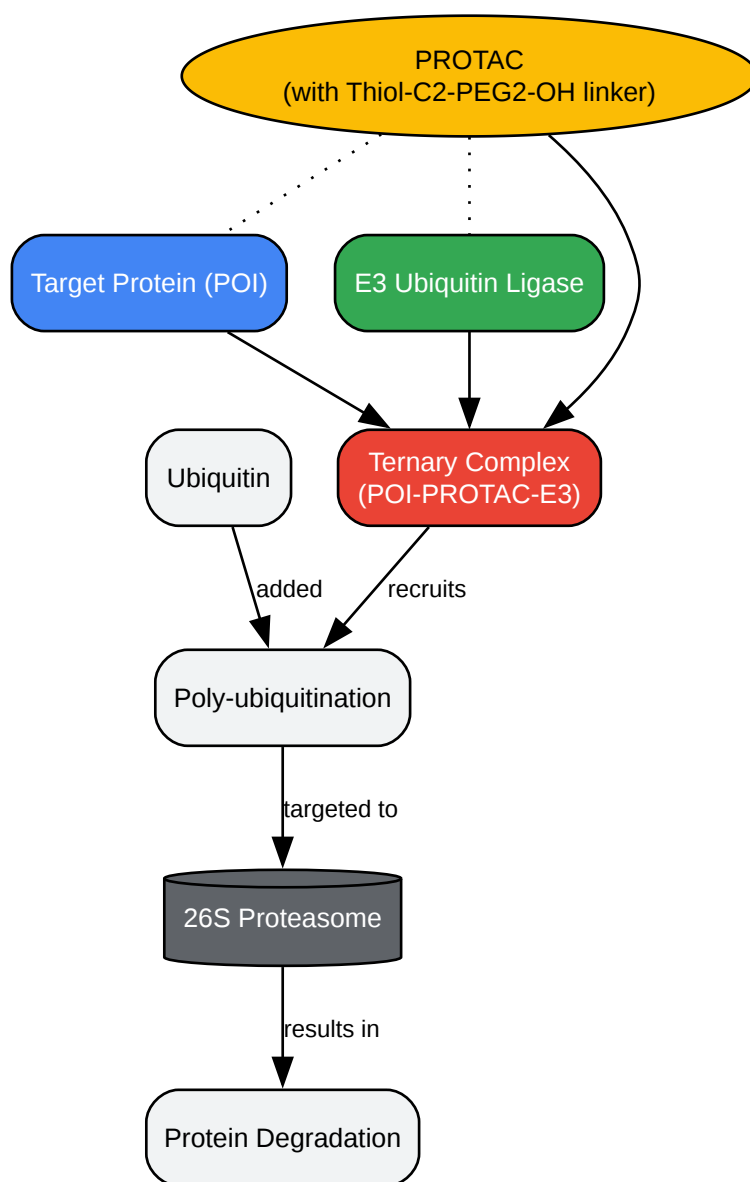 PROTAC
(with Thiol-C2-PEG2-OH linker)
Target Protein (POI)
E3 Ubiquitin Ligase
Ubiquitin
Ternary Complex
(POI-PROTAC-E3)
added
recruits
Poly-ubiquitination
targeted to
26S Proteasome
results in
Protein Degradation